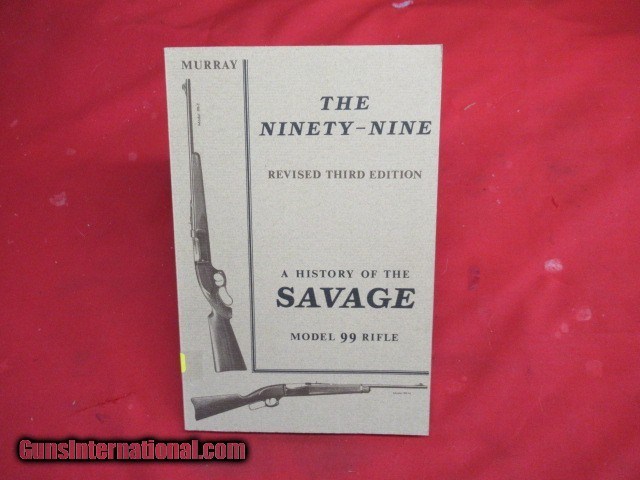 MURRAY
THE
NINETY-NINE
REVISED THIRD EDITION
A HISTORY OF THE
SAVAGE
MODEL 99 RIFLE
GunsInternational.com